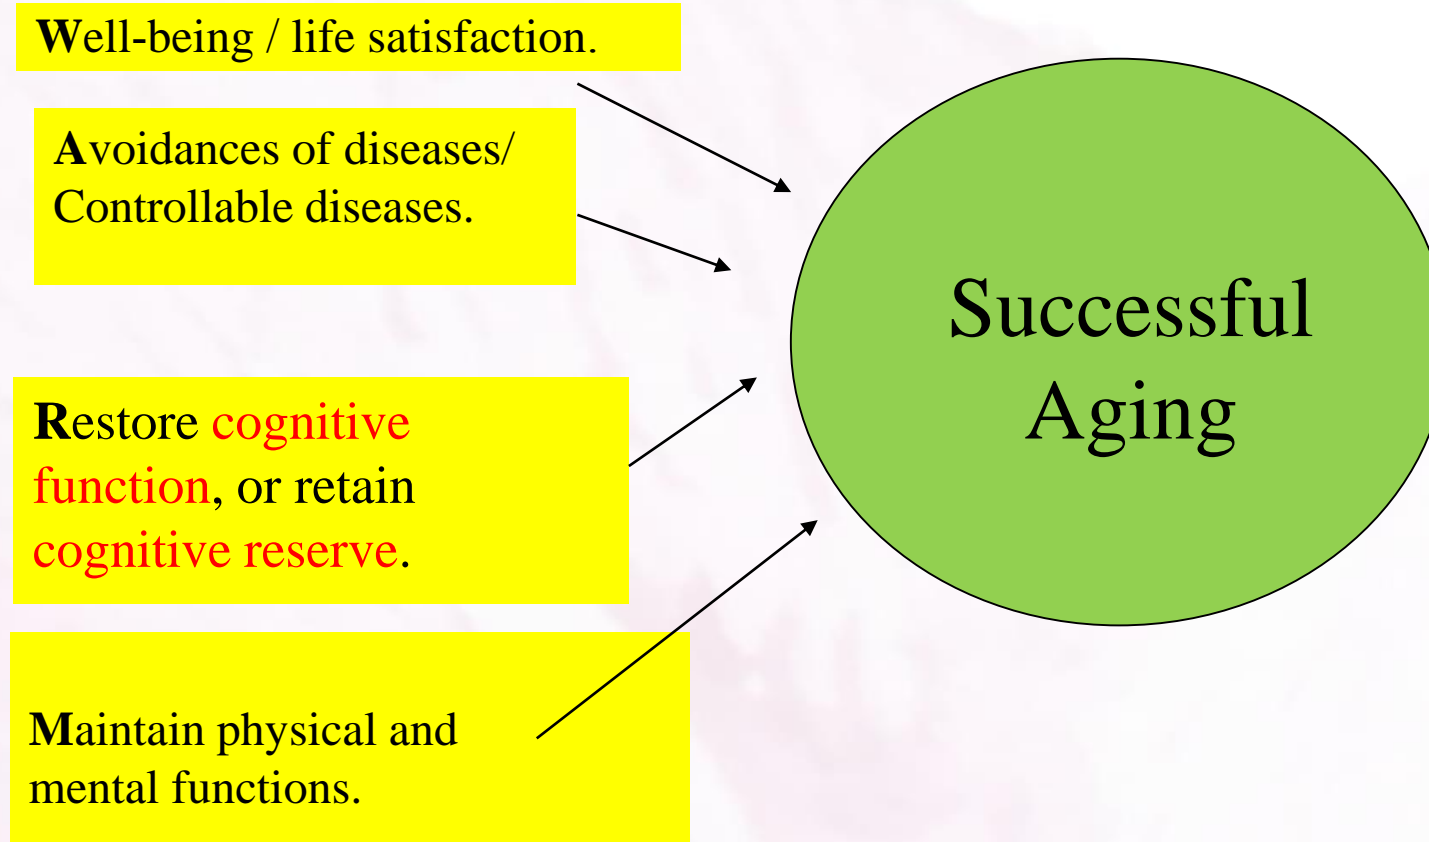 Well-being / life satisfaction.
Avoidances of diseases/
Controllable diseases.
Restore cognitive
function, or retain
cognitive reserve.
Maintain physical and
mental functions.
Successful
Aging